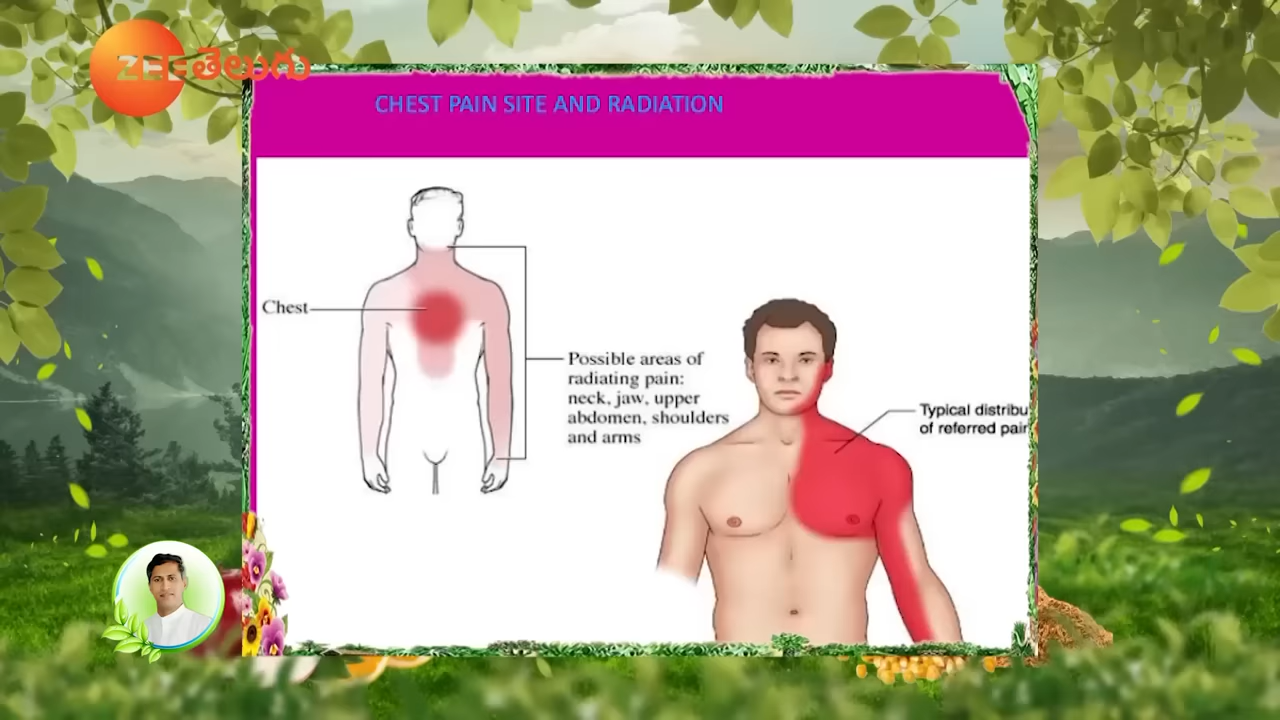 ZEE తెలుగు
CHEST PAIN SITE AND RADIATION
Chest
Possible areas of
radiating pain:
neck, jaw, upper
abdomen, shoulders
and arms
Typical distribu
of referred pain